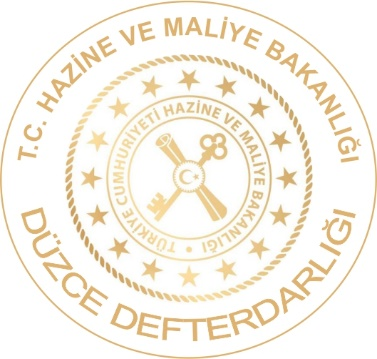 T.C. HAZİNE VE MALİYE BAKANLIĞI
TÜRKİYE CUMHURİYETİ HAZİNE VE MALİYE BAKANLIĞI
DÜZCE DEFTERDARLIĞI